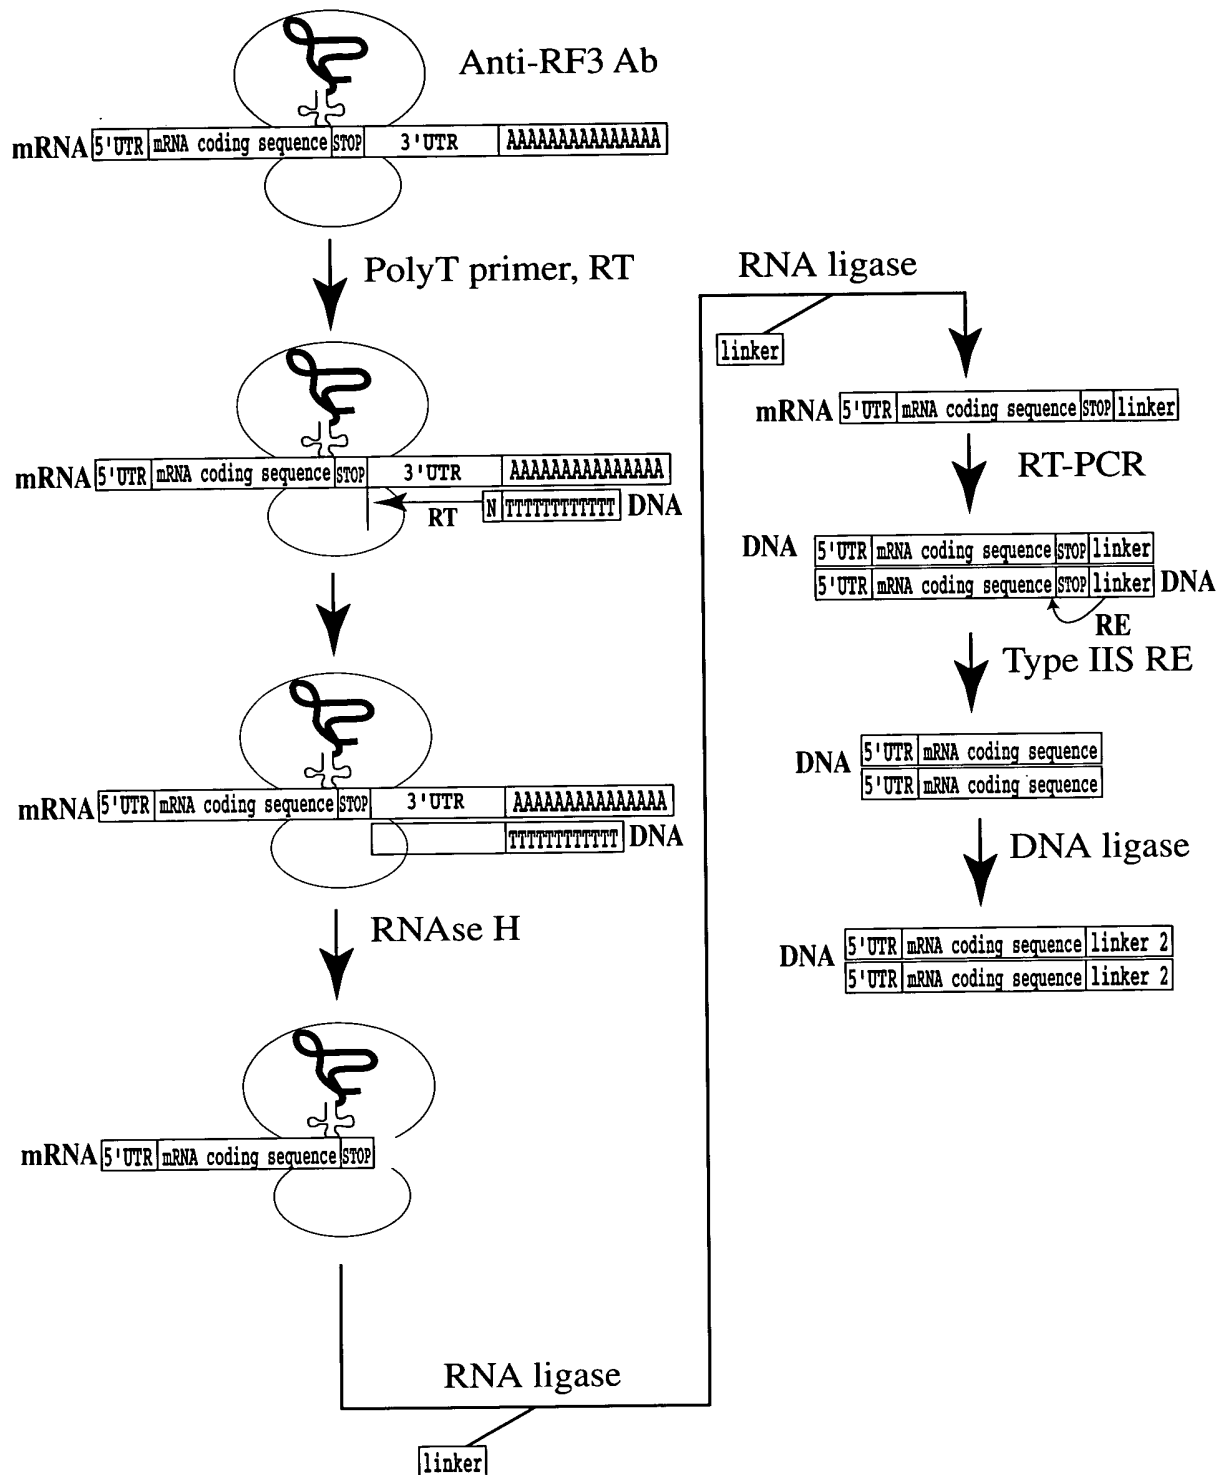 Anti-RF3 Ab
mRNA 5'UTR mRNA coding sequence STOP 3'UTR AAAAAAAAAAAAAAA
PolyT primer, RT
mRNA 5'UTR mRNA coding sequence STOP 3'UTR AAAAAAAAAAAAAAA
RT N TTTTTTTTTTTT DNA
mRNA 5'UTR mRNA coding sequence STOP 3'UTR AAAAAAAAAAAAAAA
TTTTTTTTTTTT DNA
RNAse H
mRNA 5'UTR mRNA coding sequence STOP
RNA ligase
linker
RNA ligase
linker
mRNA 5'UTR mRNA coding sequence STOP linker
RT-PCR
DNA 5'UTR mRNA coding sequence STOP linker
5'UTR mRNA coding sequence STOP linker DNA
RE
Type IIS RE
DNA 5'UTR mRNA coding sequence
5'UTR mRNA coding sequence
DNA ligase
DNA 5'UTR mRNA coding sequence linker 2
5'UTR mRNA coding sequence linker 2